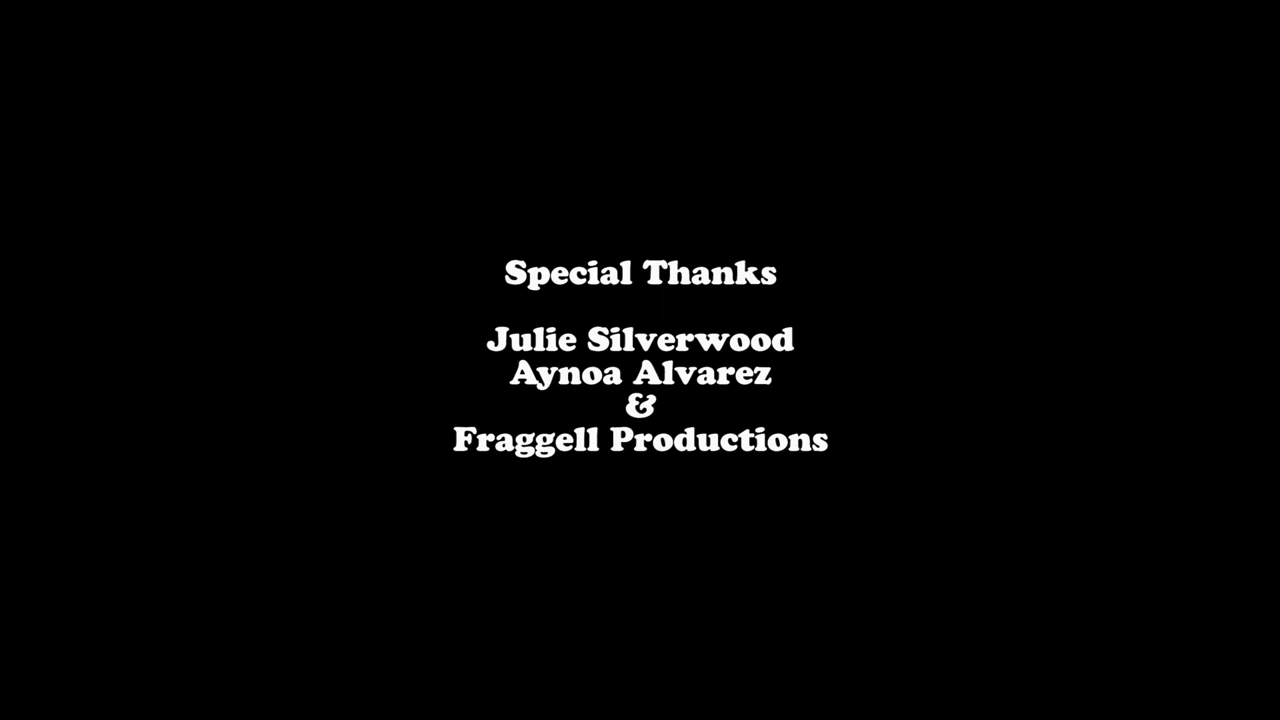 Special Thanks
Julie Silverwood
Aynoa Alvarez
&
Fraggell Productions